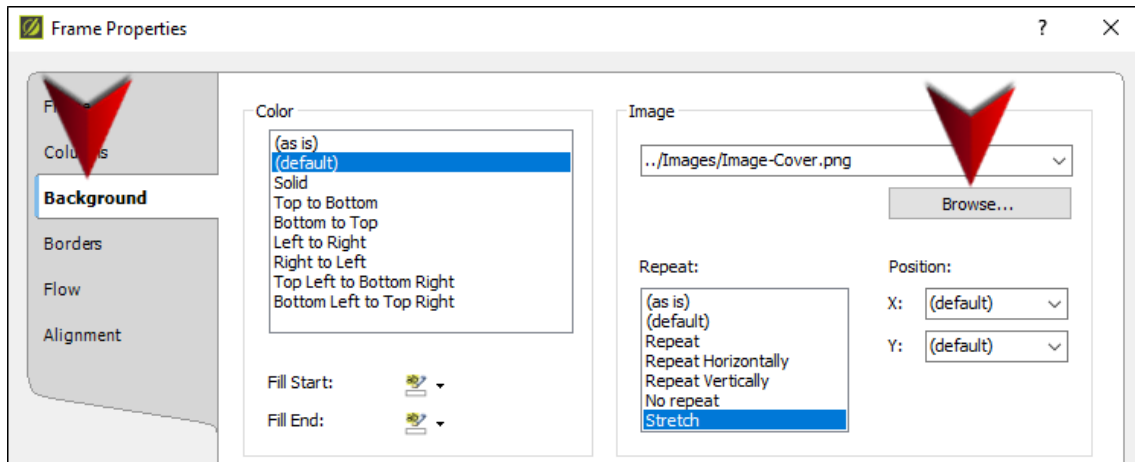 Frame Properties
?
Columns
Background
Borders
Flow
Alignment
Color
(as is)
(default)
Solid
Top to Bottom
Bottom to Top
Left to Right
Right to Left
Top Left to Bottom Right
Bottom Left to Top Right
Fill Start:
Fill End:
Image
../Images/Image-Cover.png
Browse...
Repeat:
(as is)
(default)
Repeat
Repeat Horizontally
Repeat Vertically
No repeat
Stretch
Position:
X: (default)
Y: (default)